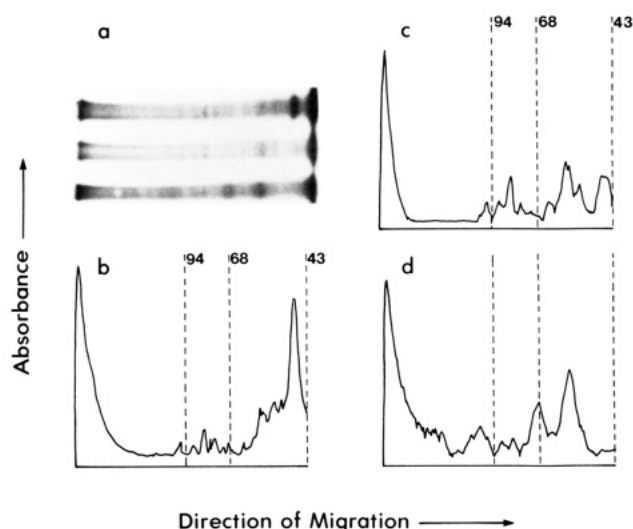 a
c
94 68 43
b
94 68 43
d
Absorbance
Direction of Migration